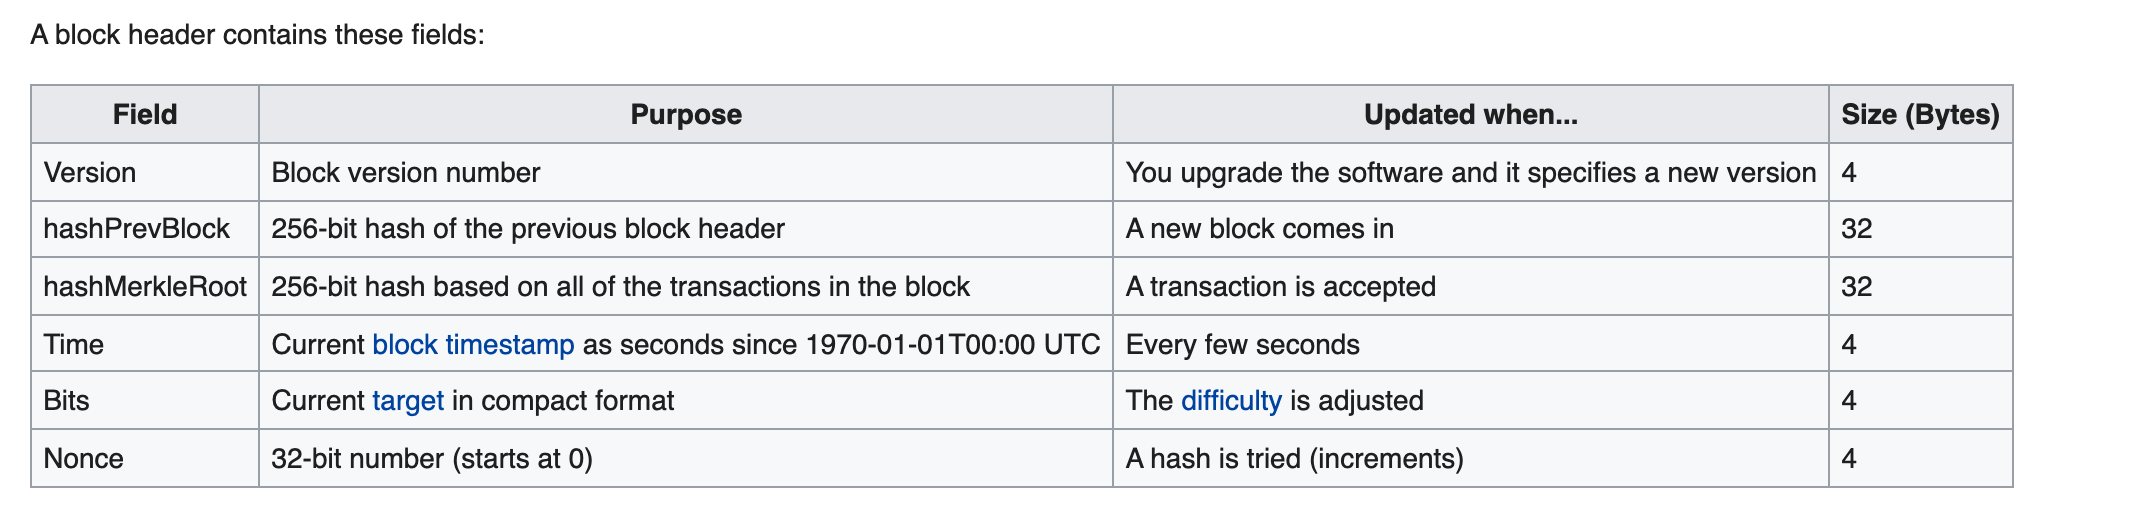 A block header contains these fields:
Field Purpose Updated when... Size (Bytes)
Version Block version number You upgrade the software and it specifies a new version 4
hashPrevBlock 256-bit hash of the previous block header A new block comes in 32
hashMerkleRoot 256-bit hash based on all of the transactions in the block A transaction is accepted 32
Time Current block timestamp as seconds since 1970-01-01T00:00 UTC Every few seconds 4
Bits Current target in compact format The difficulty is adjusted 4
Nonce 32-bit number (starts at 0) A hash is tried (increments) 4